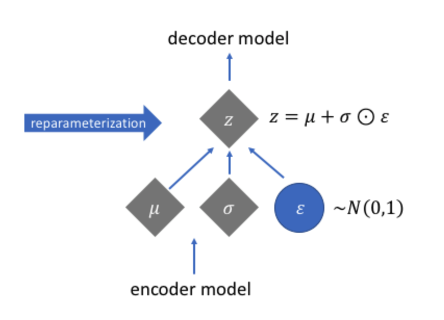 decoder model
reparameterization
z
z = μ + σ ⊙ ε
μ
σ
ε
~N(0,1)
encoder model